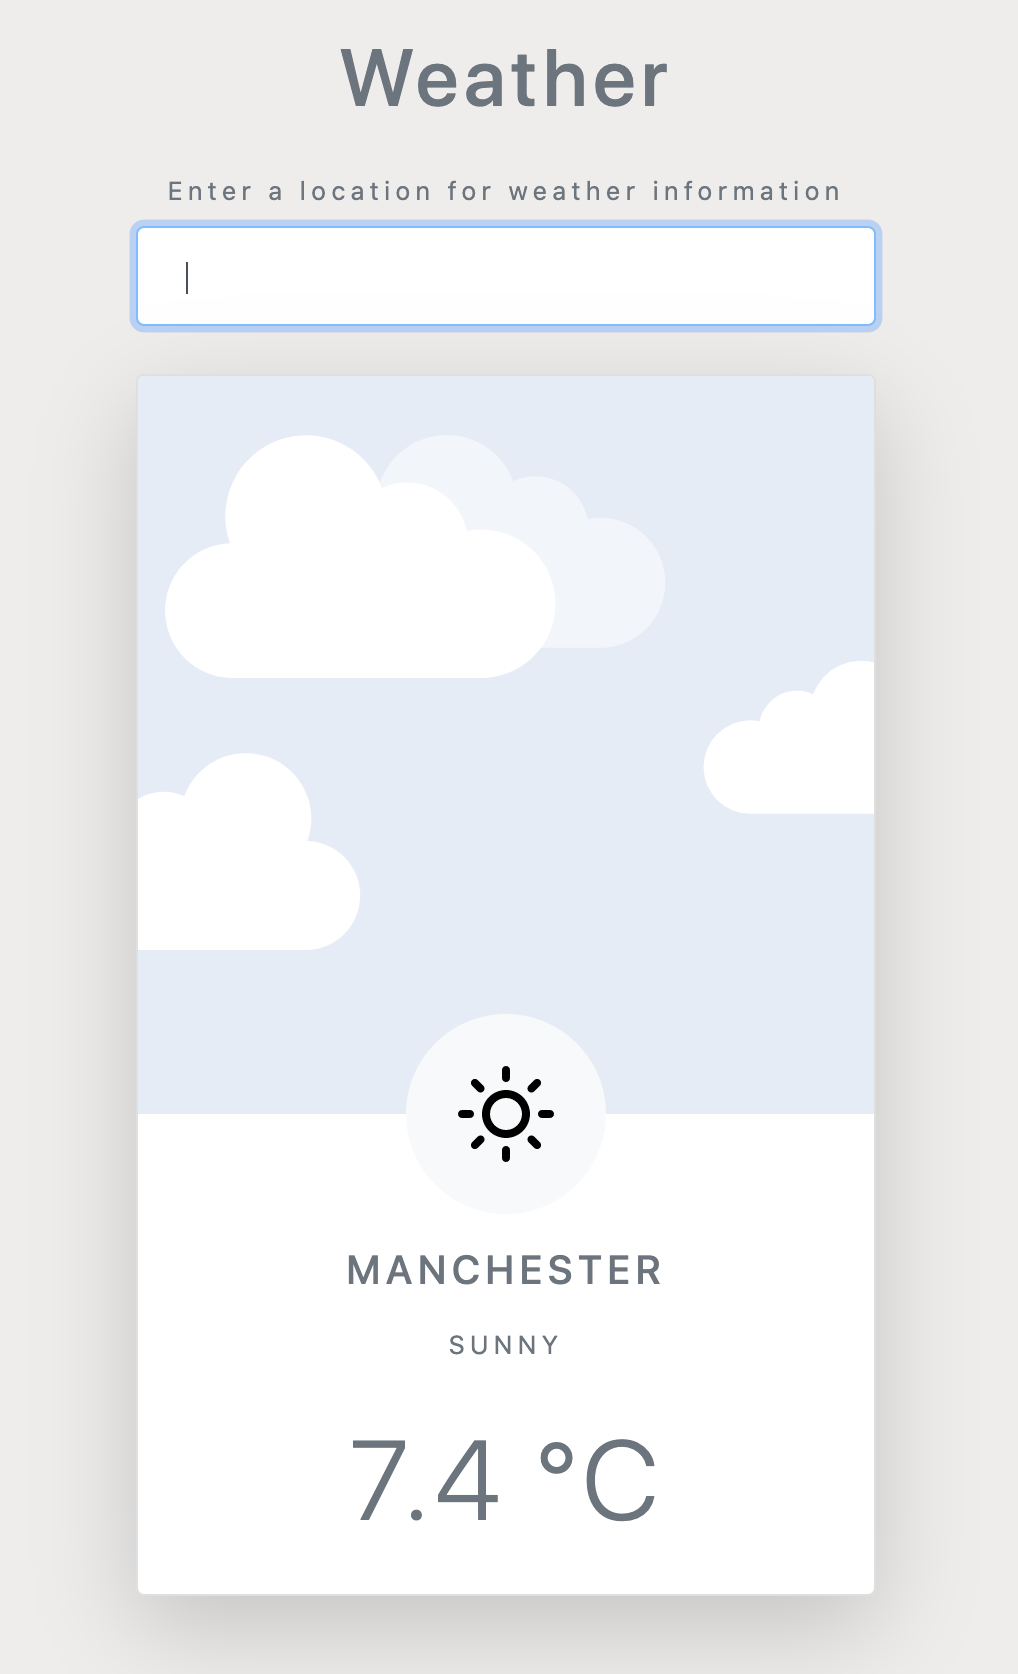 Weather
Enter a location for weather information
MANCHESTER
SUNNY
7.4 °C